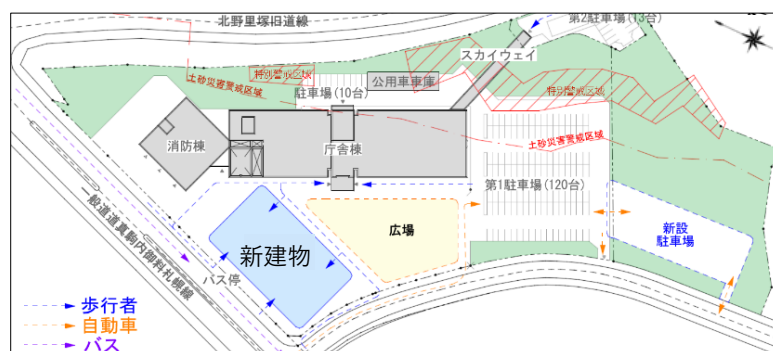 北野里塚旧道線
第2駐車場(13台)
スカイウェイ
特別警戒区域
土砂災害警戒区域
公用車車庫
駐車場(10台)
特別警戒区域
土砂災害警戒区域
消防棟
庁舎棟
第1駐車場(120台)
一般道道真駒内御料札幌線
新建物
広場
新設
駐車場
バス停
歩行者
自動車
バス